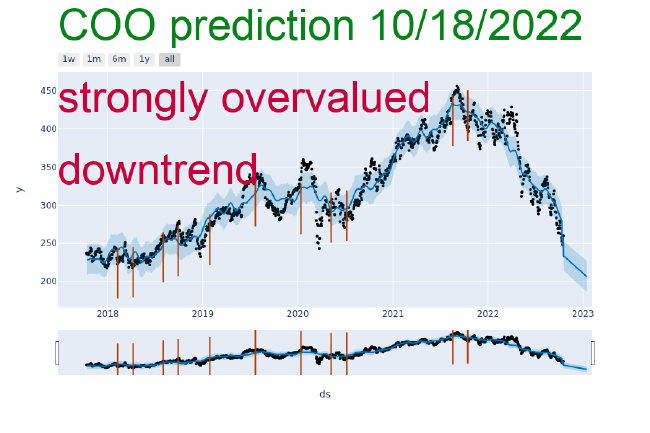 COO prediction 10/18/2022
1w 1m 6m 1y all
strongly overvalued
downtrend
450
400
350
300
250
200
y
2018 2019 2020 2021 2022 2023
ds